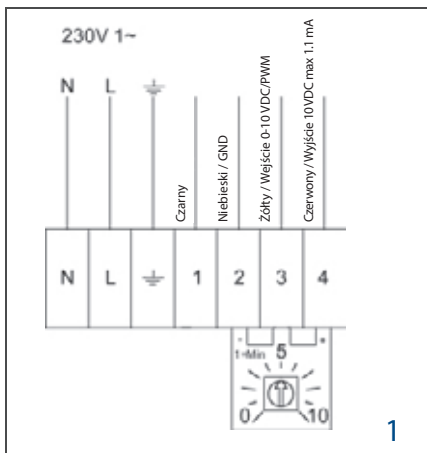 230V 1~
N L
Czarny
Niebieski / GND
Żółty / Wejście 0-10 VDC/PWM
Czerwony / Wyjście 10VDC max 1.1 mA
N L 1 2 3 4
- +
1-Min 5
0 10
1